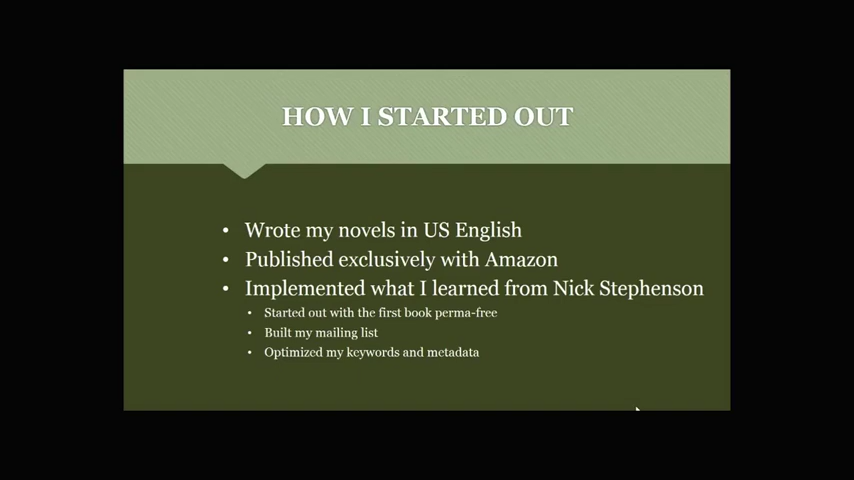 HOW I STARTED OUT
• Wrote my novels in US English
• Published exclusively with Amazon
• Implemented what I learned from Nick Stephenson
• Started out with the first book perma-free
• Built my mailing list
• Optimized my keywords and metadata